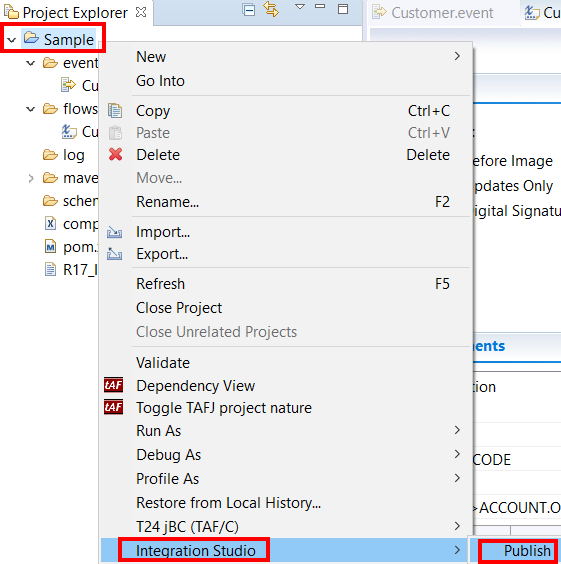 Project Explorer
Customer.event
Cu
Sample
event
Cu
flows
Cu
log
mave
schen
comp
pom.
R17_I
New
Go Into
Copy Ctrl+C
Paste Ctrl+V
Delete Delete
Move...
Rename... F2
Import...
Export...
Refresh F5
Close Project
Close Unrelated Projects
Validate
tAF Dependency View
tAF Toggle TAFJ project nature
Run As
Debug As
Profile As
Restore from Local History...
T24 jBC (TAF/C)
Integration Studio
Publish
efore Image
pdates Only
igital Signatu
ents
tion
CODE
>ACCOUNT.O